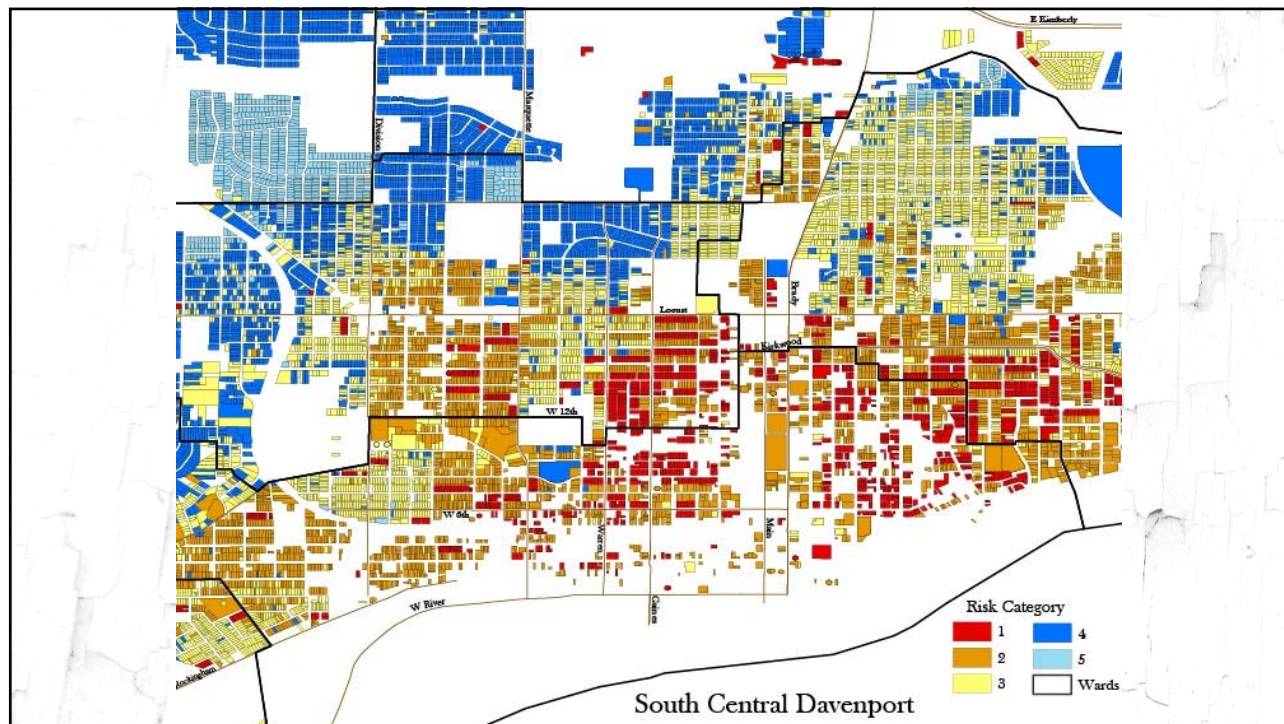 E Kimberly
Division
Marquette
Brady
Locust
Kirkwood
W 12th
W 6th
Warren
Main
Gaines
W River
Rockingham
Risk Category
1
4
2
5
3
Wards
South Central Davenport